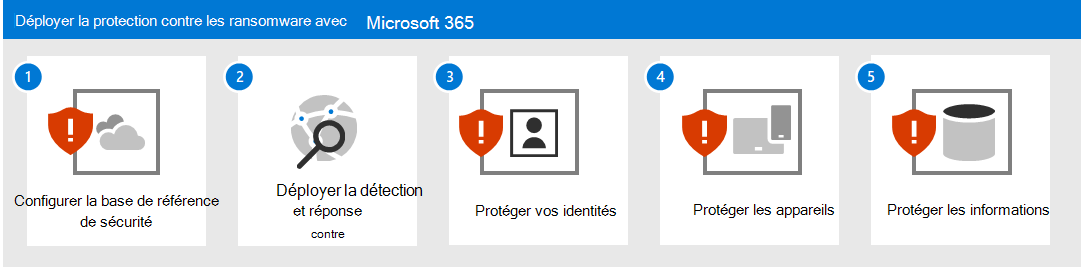 Déployer la protection contre les ransomware avec Microsoft 365
1
2
3
4
5
Configurer la base de référence
de sécurité
Déployer la détection
et réponse
contre
Protéger vos identités
Protéger les appareils
Protéger les informations